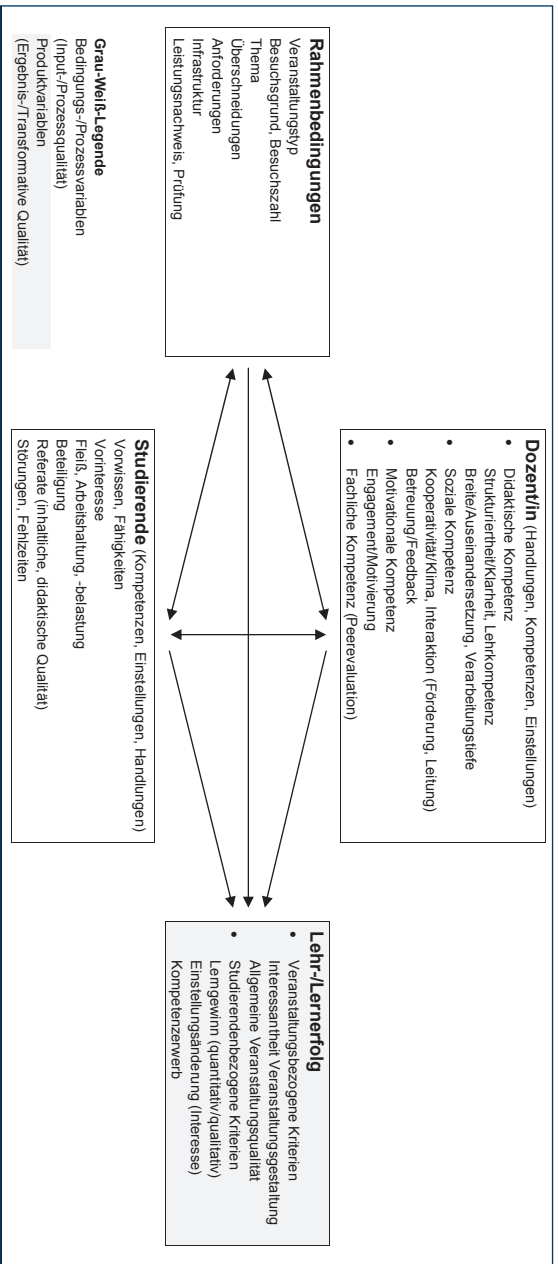 Rahmenbedingungen
Veranstaltungstyp
Besuchsgrund, Besuchszahl
Thema
Überschneidungen
Anforderungen
Infrastruktur
Leistungsnachweis, Prüfung
Grau-Weiß-Legende
Bedingungs-/Prozessvariablen
(Input-/Prozessqualität)
Produktvariablen
(Ergebnis-/Transformative Qualität)
Dozent/in (Handlungen, Kompetenzen, Einstellungen)
• Didaktische Kompetenz
Strukturiertheit/Klarheit, Lehrkompetenz
Breite/Auseinandersetzung, Verarbeitungstiefe
• Soziale Kompetenz
Kooperativität/Klima, Interaktion (Förderung, Leitung)
Betreuung/Feedback
• Motivationale Kompetenz
Engagement/Motivierung
• Fachliche Kompetenz (Peerevaluation)
Studierende (Kompetenzen, Einstellungen, Handlungen)
Vorwissen, Fähigkeiten
Vorinteresse
Fleiß, Arbeitshaltung, -belastung
Beteiligung
Referate (inhaltliche, didaktische Qualität)
Störungen, Fehlzeiten
Lehr-/Lernerfolg
• Veranstaltungsbezogene Kriterien
Interessantheit Veranstaltungsgestaltung
Allgemeine Veranstaltungsqualität
• Studierendenbezogene Kriterien
Lerngewinn (quantitativ/qualitativ)
Einstellungsänderung (Interesse)
Kompetenzerwerb